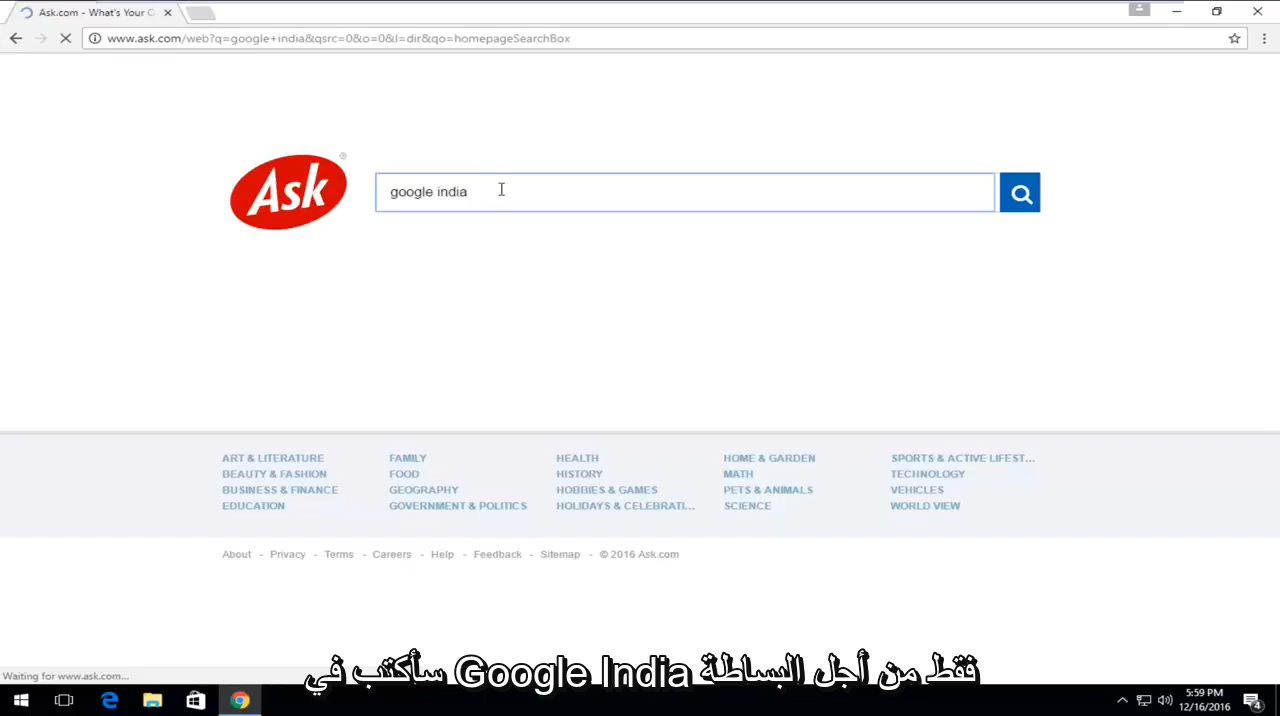 Ask.com - What's Your G
www.ask.com/web?q=google+india&qsrc=0&o=0&l=dir&qo=homepageSearchBox
Ask®
google india
ART & LITERATURE FAMILY HEALTH HOME & GARDEN SPORTS & ACTIVE LIFEST...
BEAUTY & FASHION FOOD HISTORY MATH TECHNOLOGY
BUSINESS & FINANCE GEOGRAPHY HOBBIES & GAMES PETS & ANIMALS VEHICLES
EDUCATION GOVERNMENT & POLITICS HOLIDAYS & CELEBRATI... SCIENCE WORLD VIEW
About - Privacy - Terms - Careers - Help - Feedback - Sitemap - © 2016 Ask.com
فقط من أجل البساطة Google India سأكتب في
Waiting for www.ask.com...
5:59 PM
12/16/2016
4